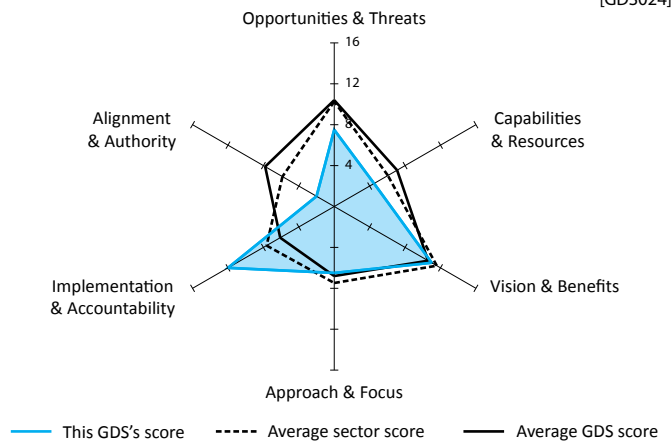 [GDS024]
Opportunities & Threats
16
12
8
4
Alignment
& Authority
Capabilities
& Resources
Implementation
& Accountability
Vision & Benefits
Approach & Focus
This GDS’s score
Average sector score
Average GDS score